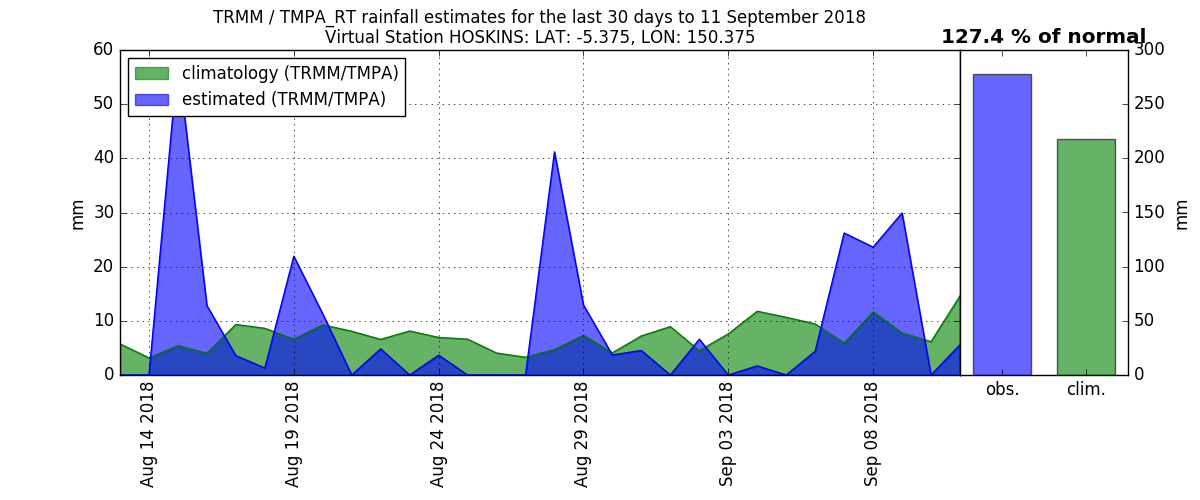 TRMM / TMPA_RT rainfall estimates for the last 30 days to 11 September 2018
Virtual Station HOSKINS: LAT: -5.375, LON: 150.375
127.4 % of normal
climatology (TRMM/TMPA)
estimated (TRMM/TMPA)
60
50
40
30
20
10
0
mm
Aug 14 2018
Aug 19 2018
Aug 24 2018
Aug 29 2018
Sep 03 2018
Sep 08 2018
300
250
200
150
100
50
0
mm
obs.
clim.